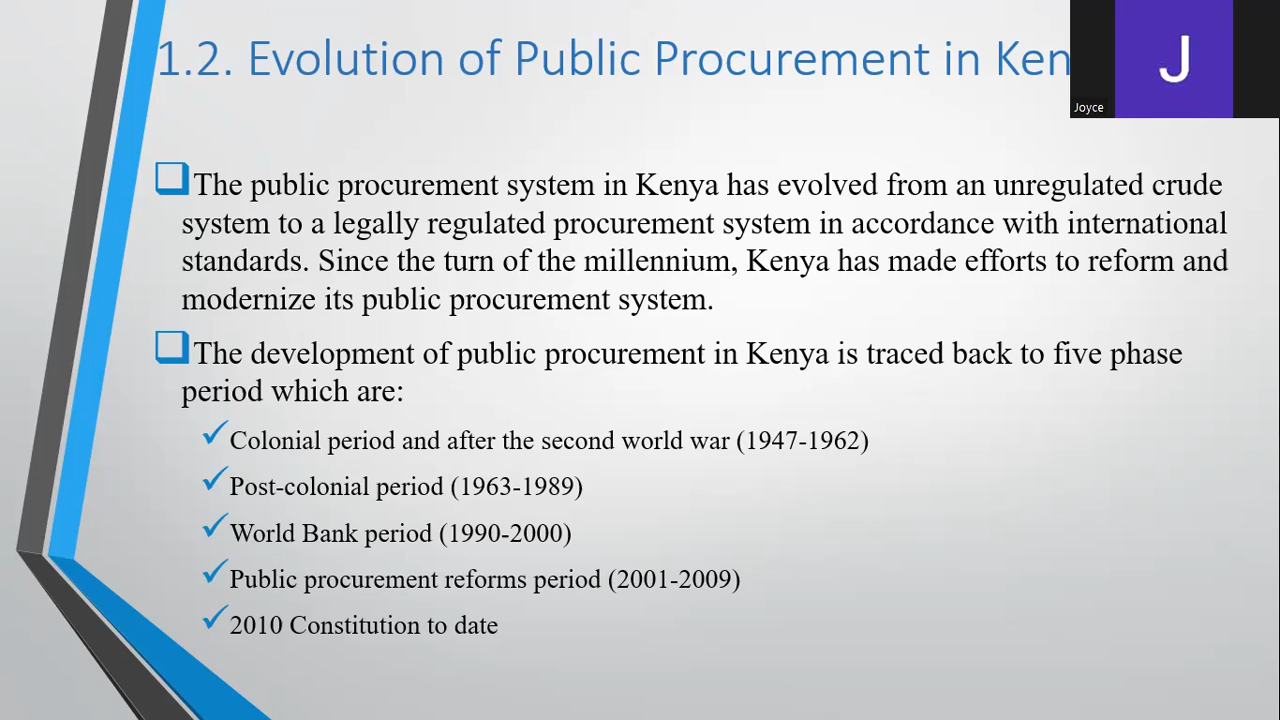 1.2. Evolution of Public Procurement in Ken
J
Joyce
The public procurement system in Kenya has evolved from an unregulated crude
system to a legally regulated procurement system in accordance with international
standards. Since the turn of the millennium, Kenya has made efforts to reform and
modernize its public procurement system.
The development of public procurement in Kenya is traced back to five phase
period which are:
Colonial period and after the second world war (1947-1962)
Post-colonial period (1963-1989)
World Bank period (1990-2000)
Public procurement reforms period (2001-2009)
2010 Constitution to date